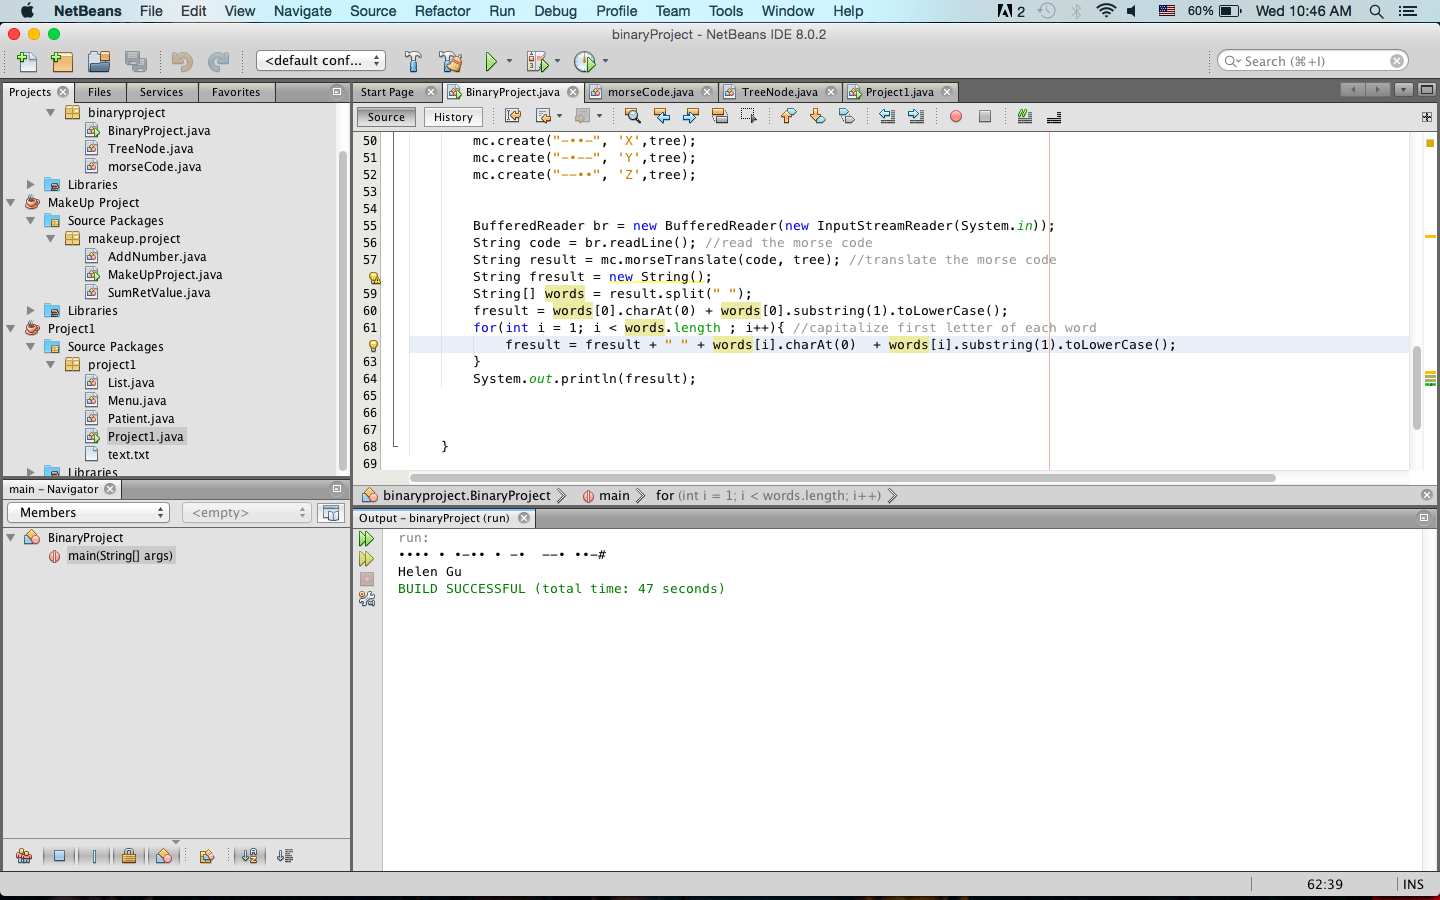 NetBeans File Edit View Navigate Source Refactor Run Debug Profile Team Tools Window Help 2 60% Wed 10:46 AM
binaryProject - NetBeans IDE 8.0.2
<default conf... Search (⌘+I)
Projects Files Services Favorites
binaryproject
BinaryProject.java
TreeNode.java
morseCode.java
Libraries
MakeUp Project
Source Packages
makeup.project
AddNumber.java
MakeUpProject.java
SumRetValue.java
Libraries
Project1
Source Packages
project1
List.java
Menu.java
Patient.java
Project1.java
text.txt
Libraries
main - Navigator
Members <empty>
BinaryProject
main(String[] args)
Start Page BinaryProject.java morseCode.java TreeNode.java Project1.java
Source History
50 mc.create("-••-", 'X',tree);
51 mc.create("-•--", 'Y',tree);
52 mc.create("--••", 'Z',tree);
53
54
55 BufferedReader br = new BufferedReader(new InputStreamReader(System.in));
56 String code = br.readLine(); //read the morse code
57 String result = mc.morseTranslate(code, tree); //translate the morse code
String fresult = new String();
59 String[] words = result.split(" ");
60 fresult = words[0].charAt(0) + words[0].substring(1).toLowerCase();
61 for(int i = 1; i < words.length ; i++){ //capitalize first letter of each word
fresult = fresult + " " + words[i].charAt(0)  + words[i].substring(1).toLowerCase();
63 }
64 System.out.println(fresult);
65
66
67
68 }
69
binaryproject.BinaryProject main for (int i = 1; i < words.length; i++)
Output - binaryProject (run)
run:
•••• • •-•• • -•  --• ••-#
Helen Gu
BUILD SUCCESSFUL (total time: 47 seconds)
62:39 INS